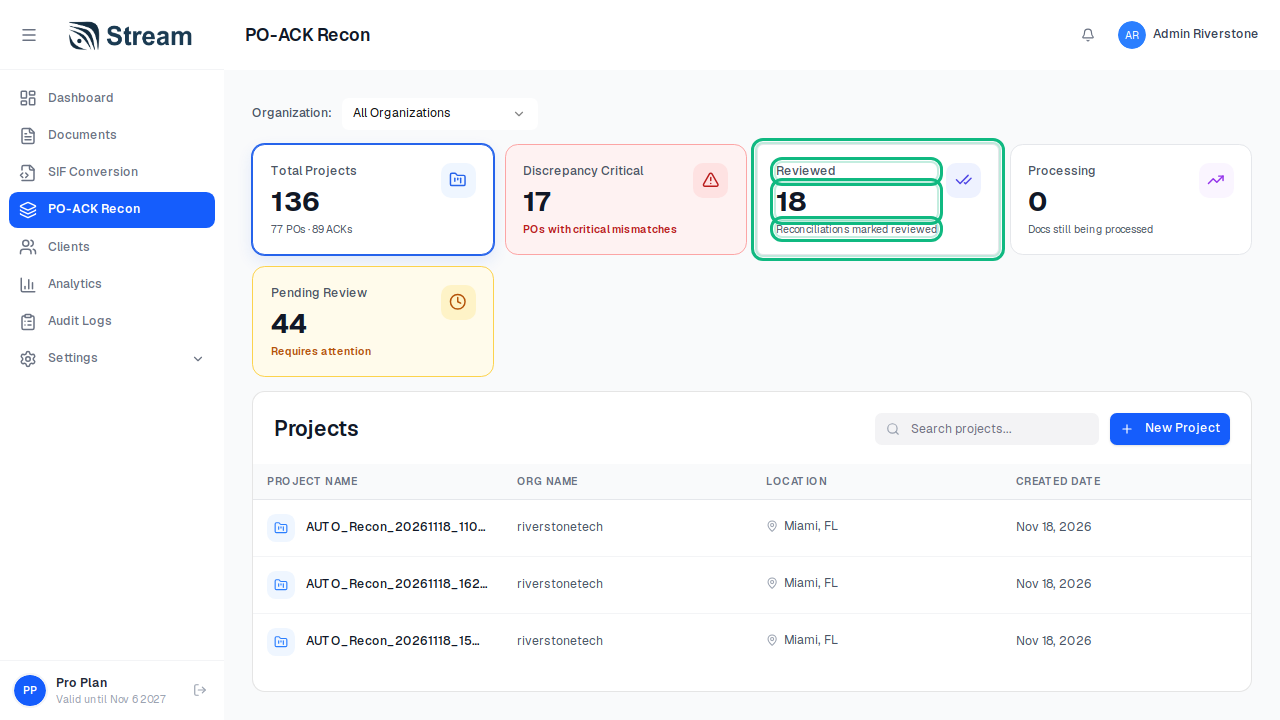 Stream
PO-ACK Recon
AR
Admin Riverstone
Dashboard
Documents
SIF Conversion
PO-ACK Recon
Clients
Analytics
Audit Logs
Settings
Organization:
All Organizations
Total Projects
136
77 POs · 89 ACKs
Discrepancy Critical
17
POs with critical mismatches
Reviewed
18
Reconciliations marked reviewed
Processing
0
Docs still being processed
Pending Review
44
Requires attention
Projects
Search projects...
New Project
PROJECT NAME
ORG NAME
LOCATION
CREATED DATE
AUTO_Recon_20261118_110...
riverstonetech
Miami, FL
Nov 18, 2026
AUTO_Recon_20261118_162...
riverstonetech
Miami, FL
Nov 18, 2026
AUTO_Recon_20261118_15...
riverstonetech
Miami, FL
Nov 18, 2026
PP
Pro Plan
Valid until Nov 6 2027